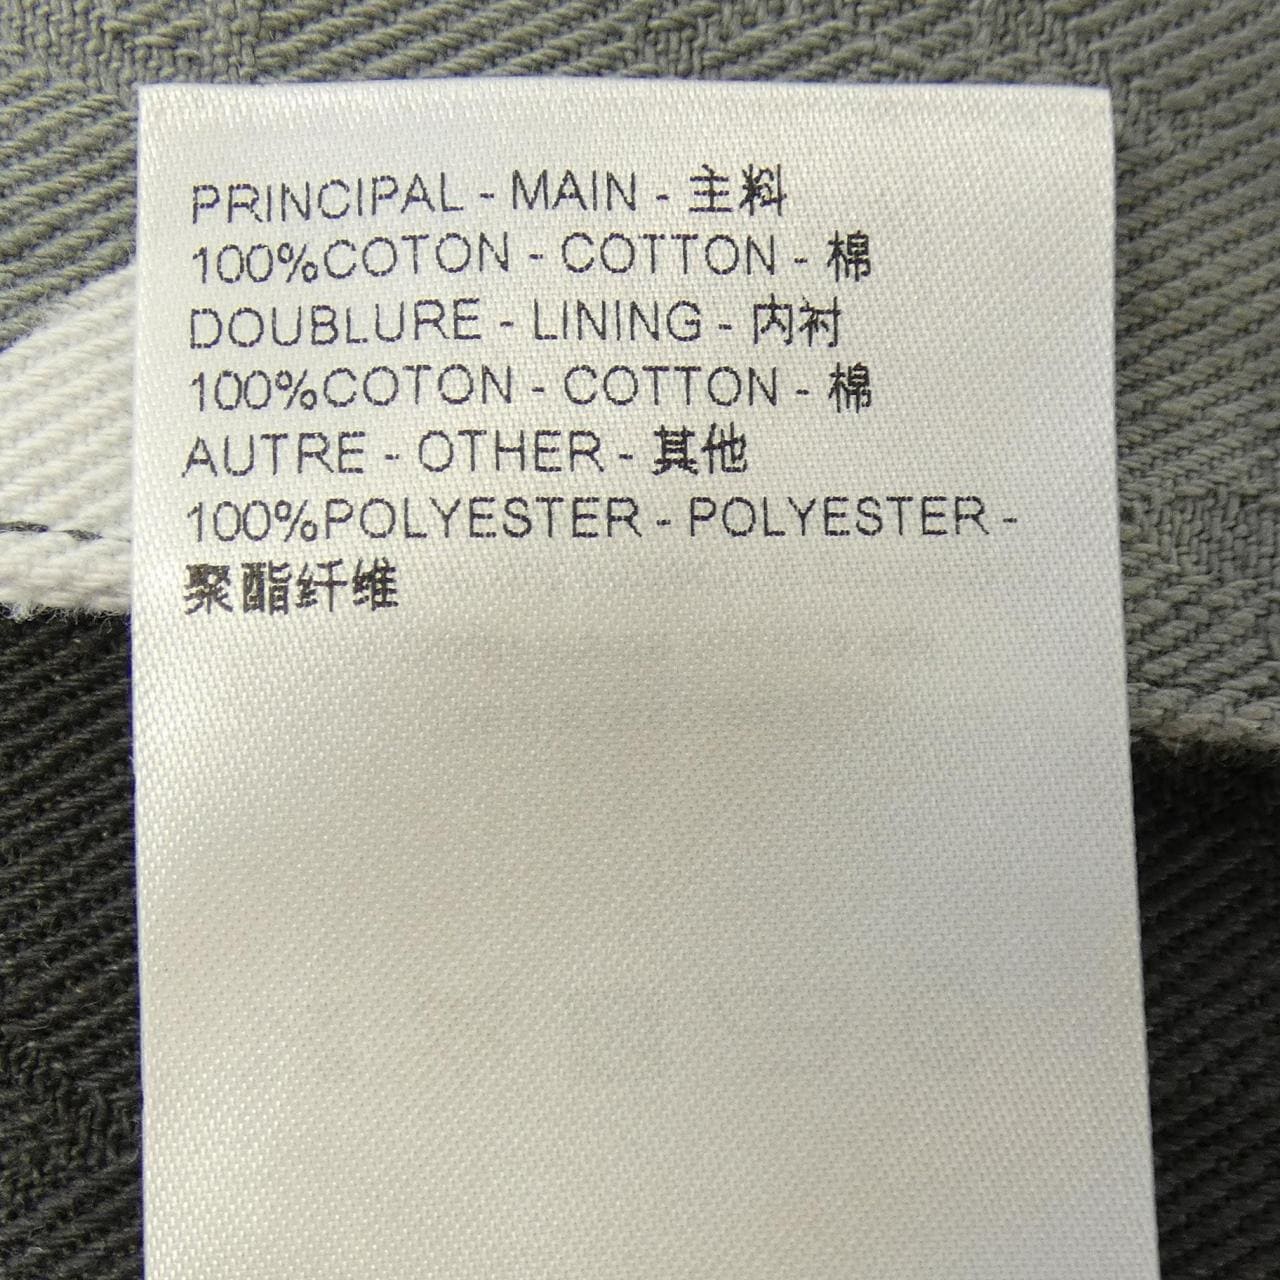 PRINCIPAL - MAIN - 主料
100%COTON - COTTON - 棉
DOUBLURE - LINING - 内衬
100%COTON - COTTON - 棉
AUTRE - OTHER - 其他
100%POLYESTER - POLYESTER -
聚酯纤维